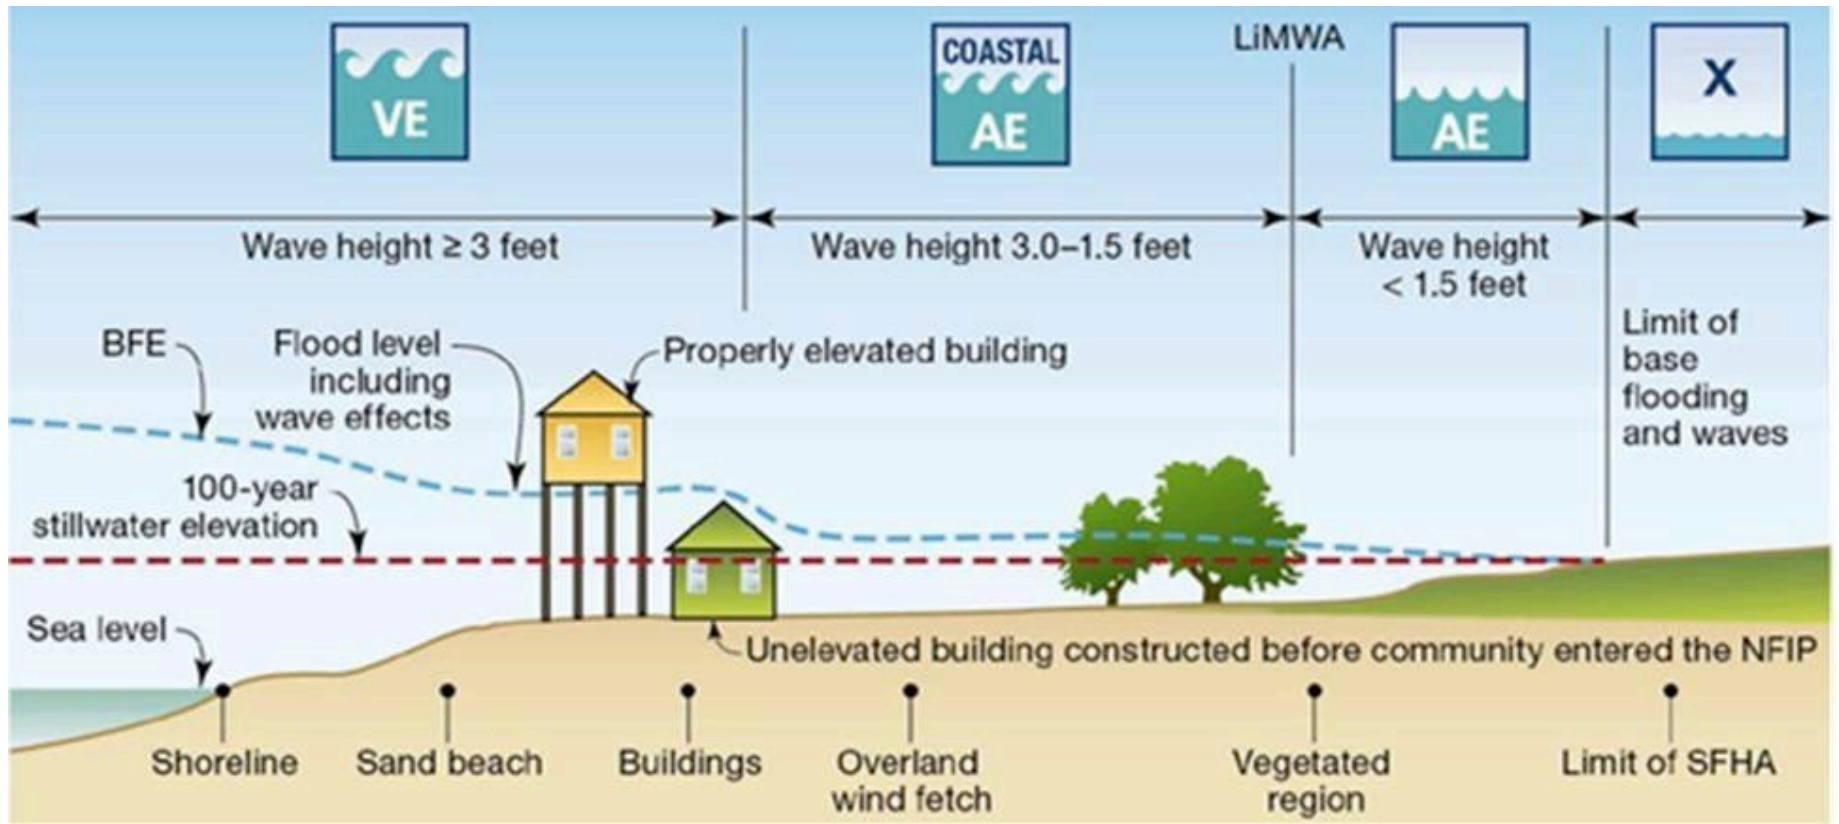 VE
COASTAL
AE
LiMWA
AE
X
Wave height ≥ 3 feet
Wave height 3.0–1.5 feet
Wave height
< 1.5 feet
Limit of
base
flooding
and waves
BFE
Flood level
including
wave effects
Properly elevated building
100-year
stillwater elevation
Sea level
Unelevated building constructed before community entered the NFIP
Shoreline
Sand beach
Buildings
Overland
wind fetch
Vegetated
region
Limit of SFHA